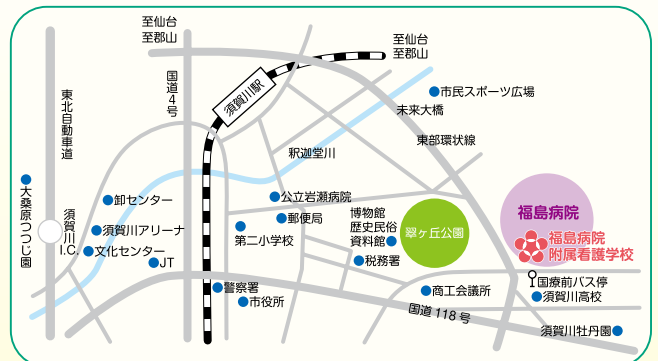 至仙台
至郡山
至仙台
至郡山
国道4号
須賀川駅
東北自動車道
市民スポーツ広場
未来大橋
東部環状線
釈迦堂川
大桑原つつじ園
卸センター
公立岩瀬病院
福島病院
須賀川
I.C.
須賀川アリーナ
郵便局
博物館
歴史民俗
資料館
翠ヶ丘公園
福島病院
附属看護学校
第二小学校
文化センター
JT
税務署
国療前バス停
警察署
市役所
商工会議所
須賀川高校
国道118号
須賀川牡丹園